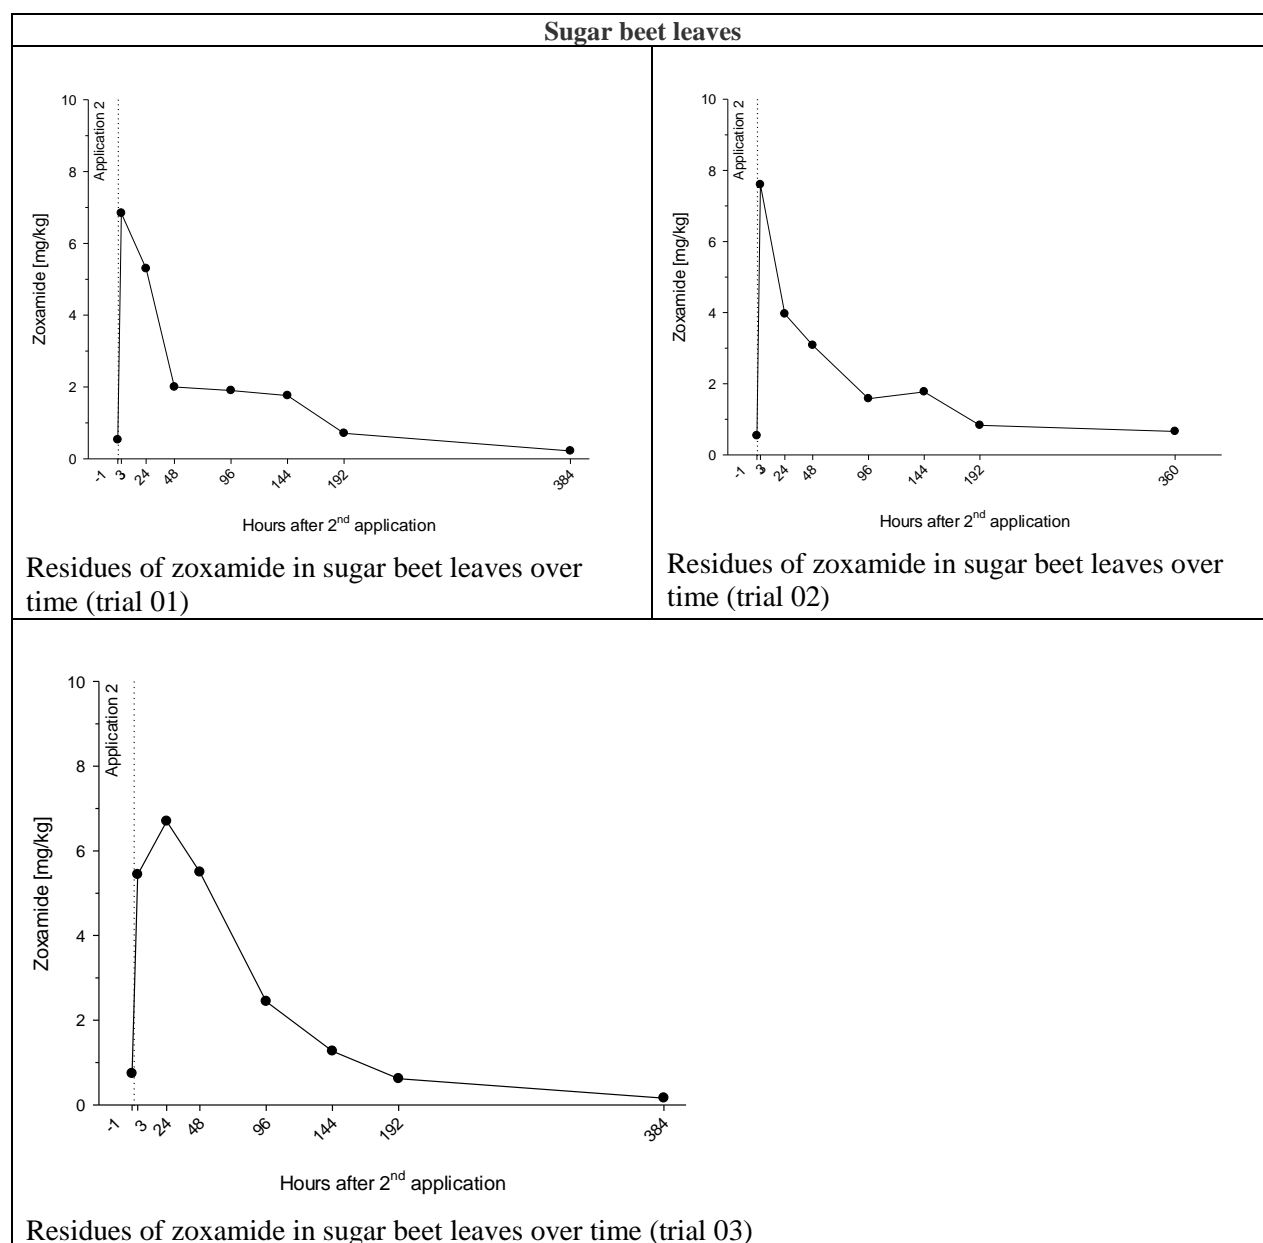 Sugar beet leaves
Application 2
10
8
6
4
2
0
Zoxamide [mg/kg]
-1 3 24 48 96 144 192 384
Hours after 2nd application
Residues of zoxamide in sugar beet leaves over
time (trial 01)
Application 2
10
8
6
4
2
0
Zoxamide [mg/kg]
-1 3 24 48 96 144 192 360
Hours after 2nd application
Residues of zoxamide in sugar beet leaves over
time (trial 02)
Application 2
10
8
6
4
2
0
Zoxamide [mg/kg]
-1 3 24 48 96 144 192 384
Hours after 2nd application
Residues of zoxamide in sugar beet leaves over time (trial 03)